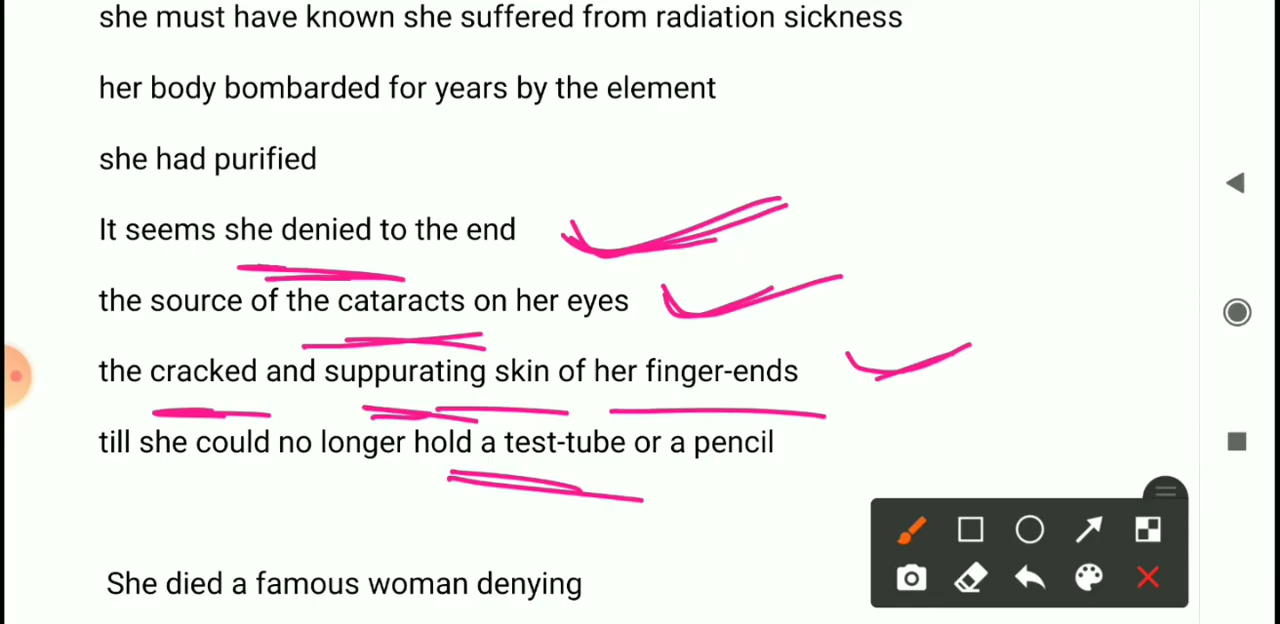 she must have known she suffered from radiation sickness
her body bombarded for years by the element
she had purified
It seems she denied to the end
the source of the cataracts on her eyes
the cracked and suppurating skin of her finger-ends
till she could no longer hold a test-tube or a pencil
She died a famous woman denying